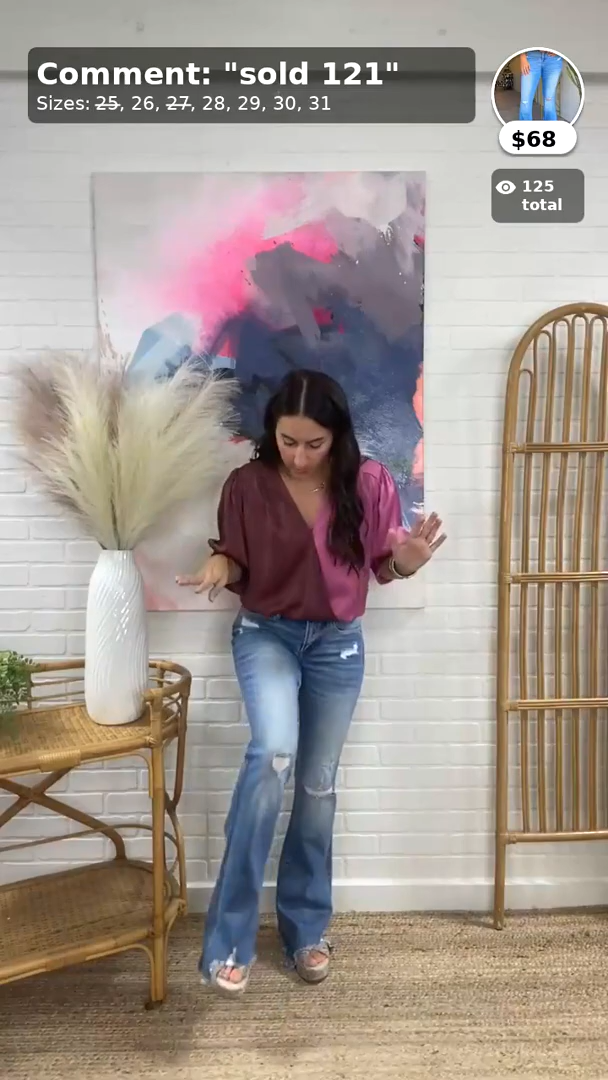 Comment: "sold 121"
Sizes: 25, 26, 27, 28, 29, 30, 31
$68
125
total